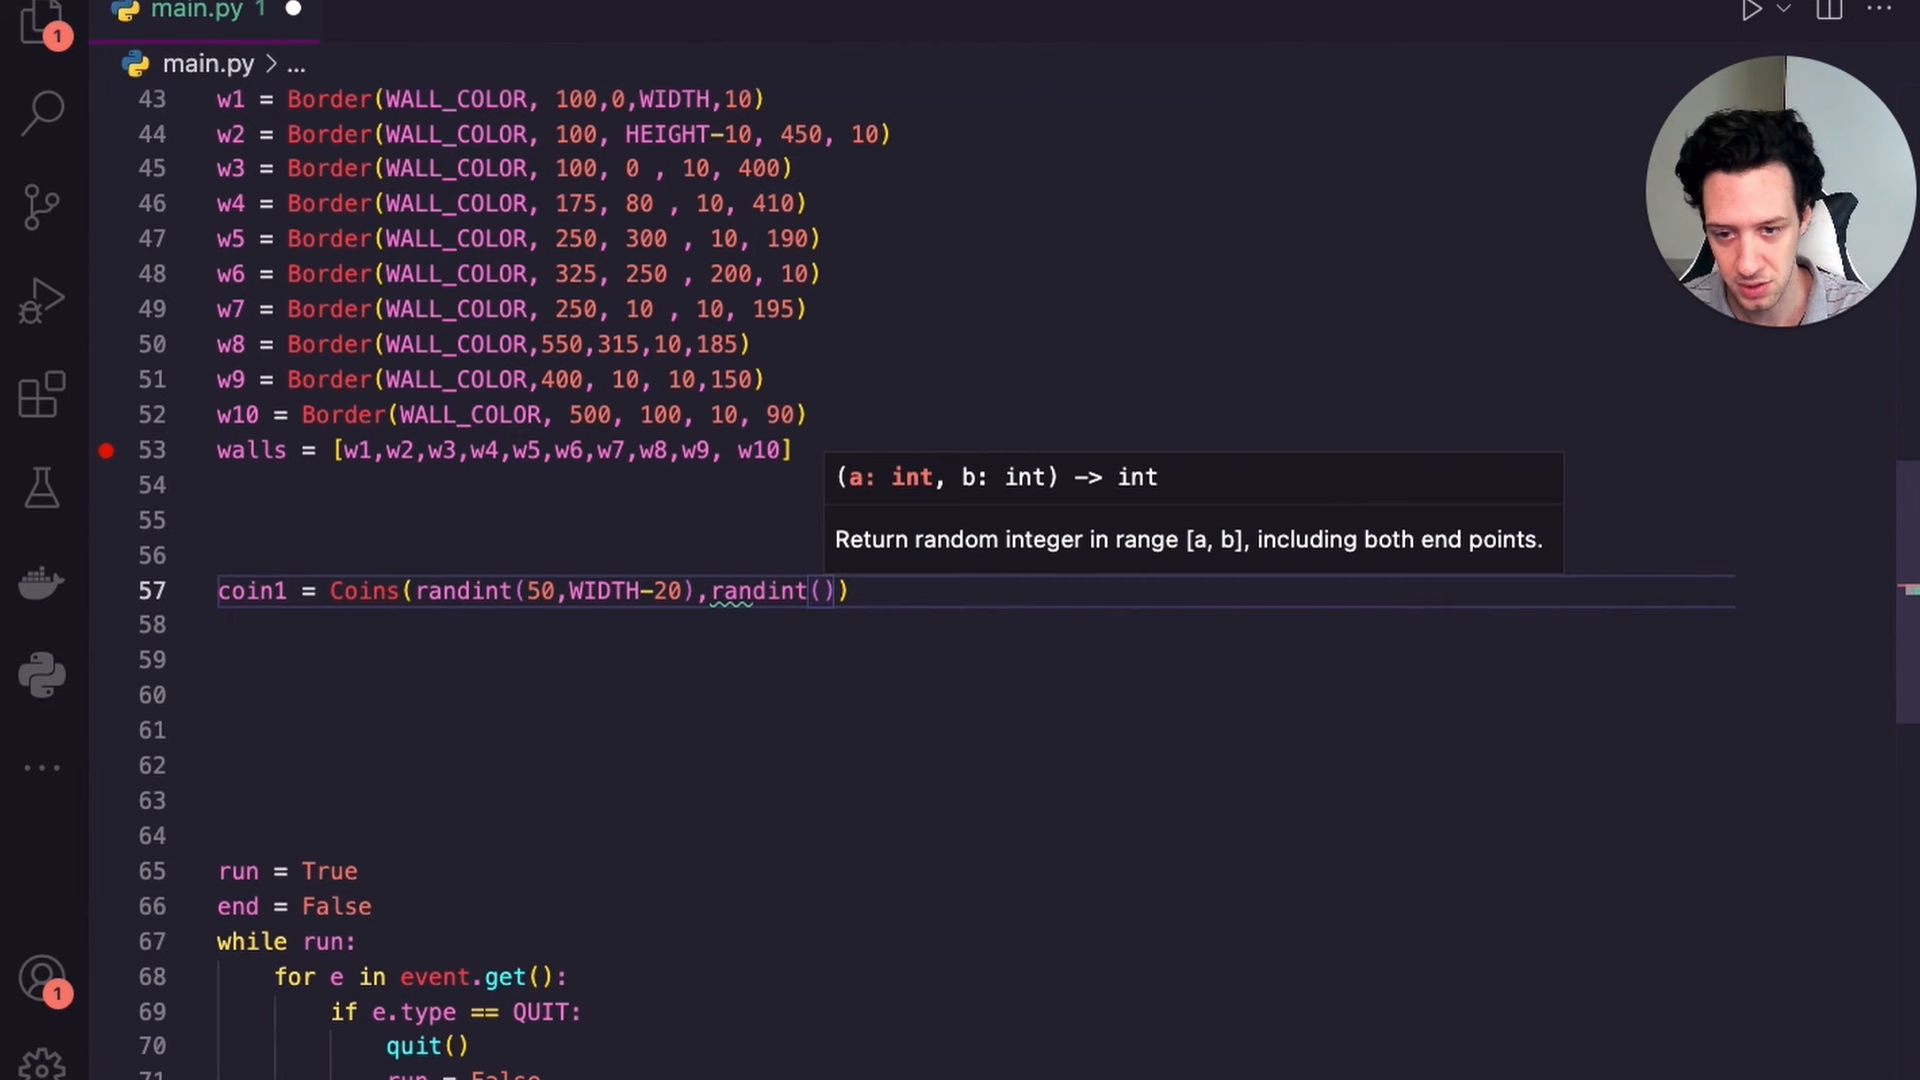 main.py 1
main.py > ...
43 w1 = Border(WALL_COLOR, 100,0,WIDTH,10)
44 w2 = Border(WALL_COLOR, 100, HEIGHT-10, 450, 10)
45 w3 = Border(WALL_COLOR, 100, 0 , 10, 400)
46 w4 = Border(WALL_COLOR, 175, 80 , 10, 410)
47 w5 = Border(WALL_COLOR, 250, 300 , 10, 190)
48 w6 = Border(WALL_COLOR, 325, 250 , 200, 10)
49 w7 = Border(WALL_COLOR, 250, 10 , 10, 195)
50 w8 = Border(WALL_COLOR,550,315,10,185)
51 w9 = Border(WALL_COLOR,400, 10, 10,150)
52 w10 = Border(WALL_COLOR, 500, 100, 10, 90)
53 walls = [w1,w2,w3,w4,w5,w6,w7,w8,w9, w10]
(a: int, b: int) -> int
54
55
Return random integer in range [a, b], including both end points.
56
57 coin1 = Coins(randint(50,WIDTH-20),randint())
58
59
60
61
62
63
64
65 run = True
66 end = False
67 while run:
68 for e in event.get():
69 if e.type == QUIT:
70 quit()
71 run = False
1
1